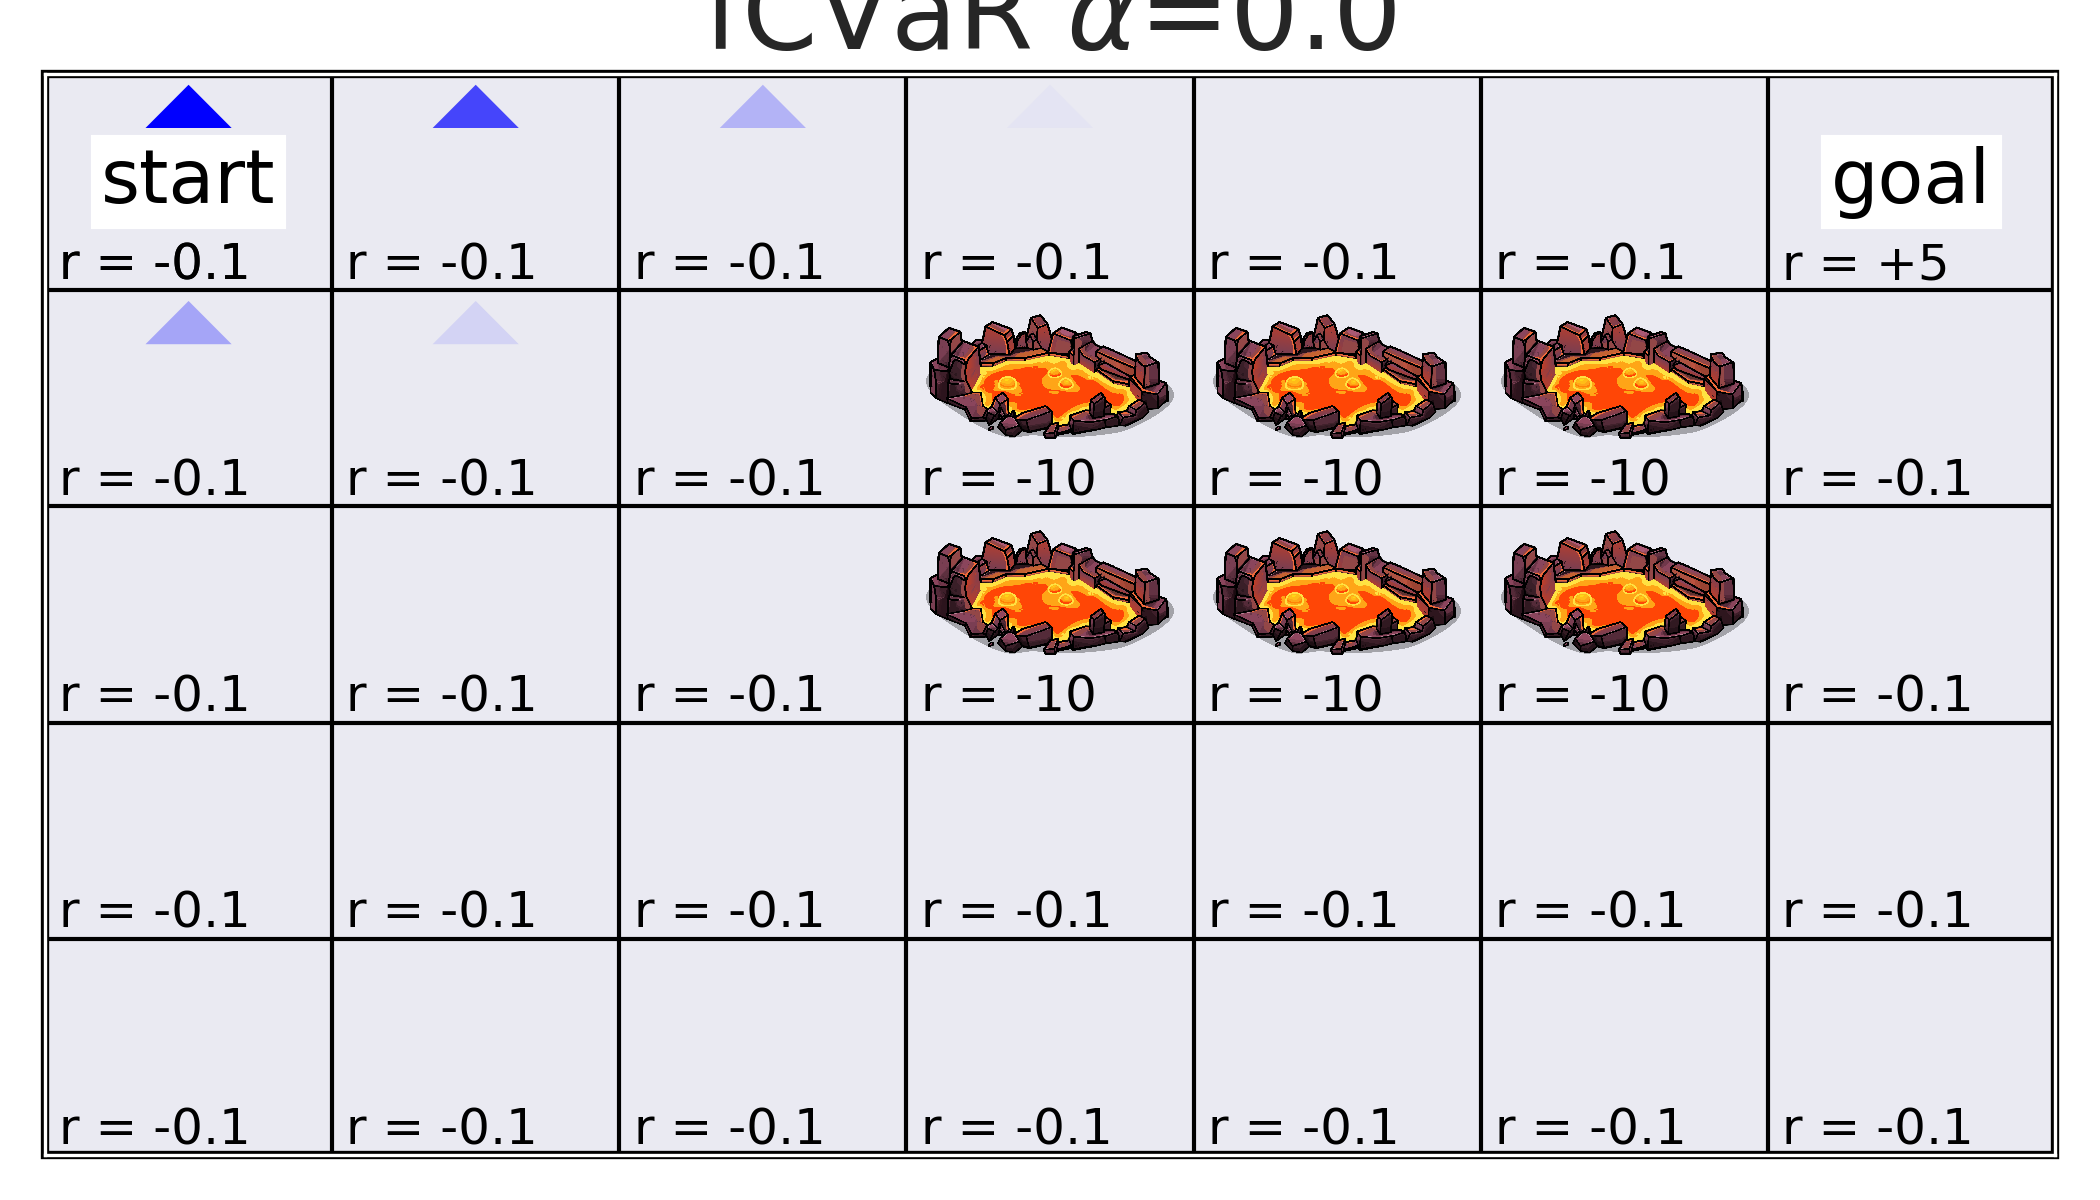 α=0.0
start goal
r = -0.1 r = -0.1 r = -0.1 r = -0.1 r = -0.1 r = -0.1 r = +5
r = -0.1 r = -0.1 r = -0.1 r = -10 r = -10 r = -10 r = -0.1
r = -0.1 r = -0.1 r = -0.1 r = -10 r = -10 r = -10 r = -0.1
r = -0.1 r = -0.1 r = -0.1 r = -0.1 r = -0.1 r = -0.1 r = -0.1
r = -0.1 r = -0.1 r = -0.1 r = -0.1 r = -0.1 r = -0.1 r = -0.1